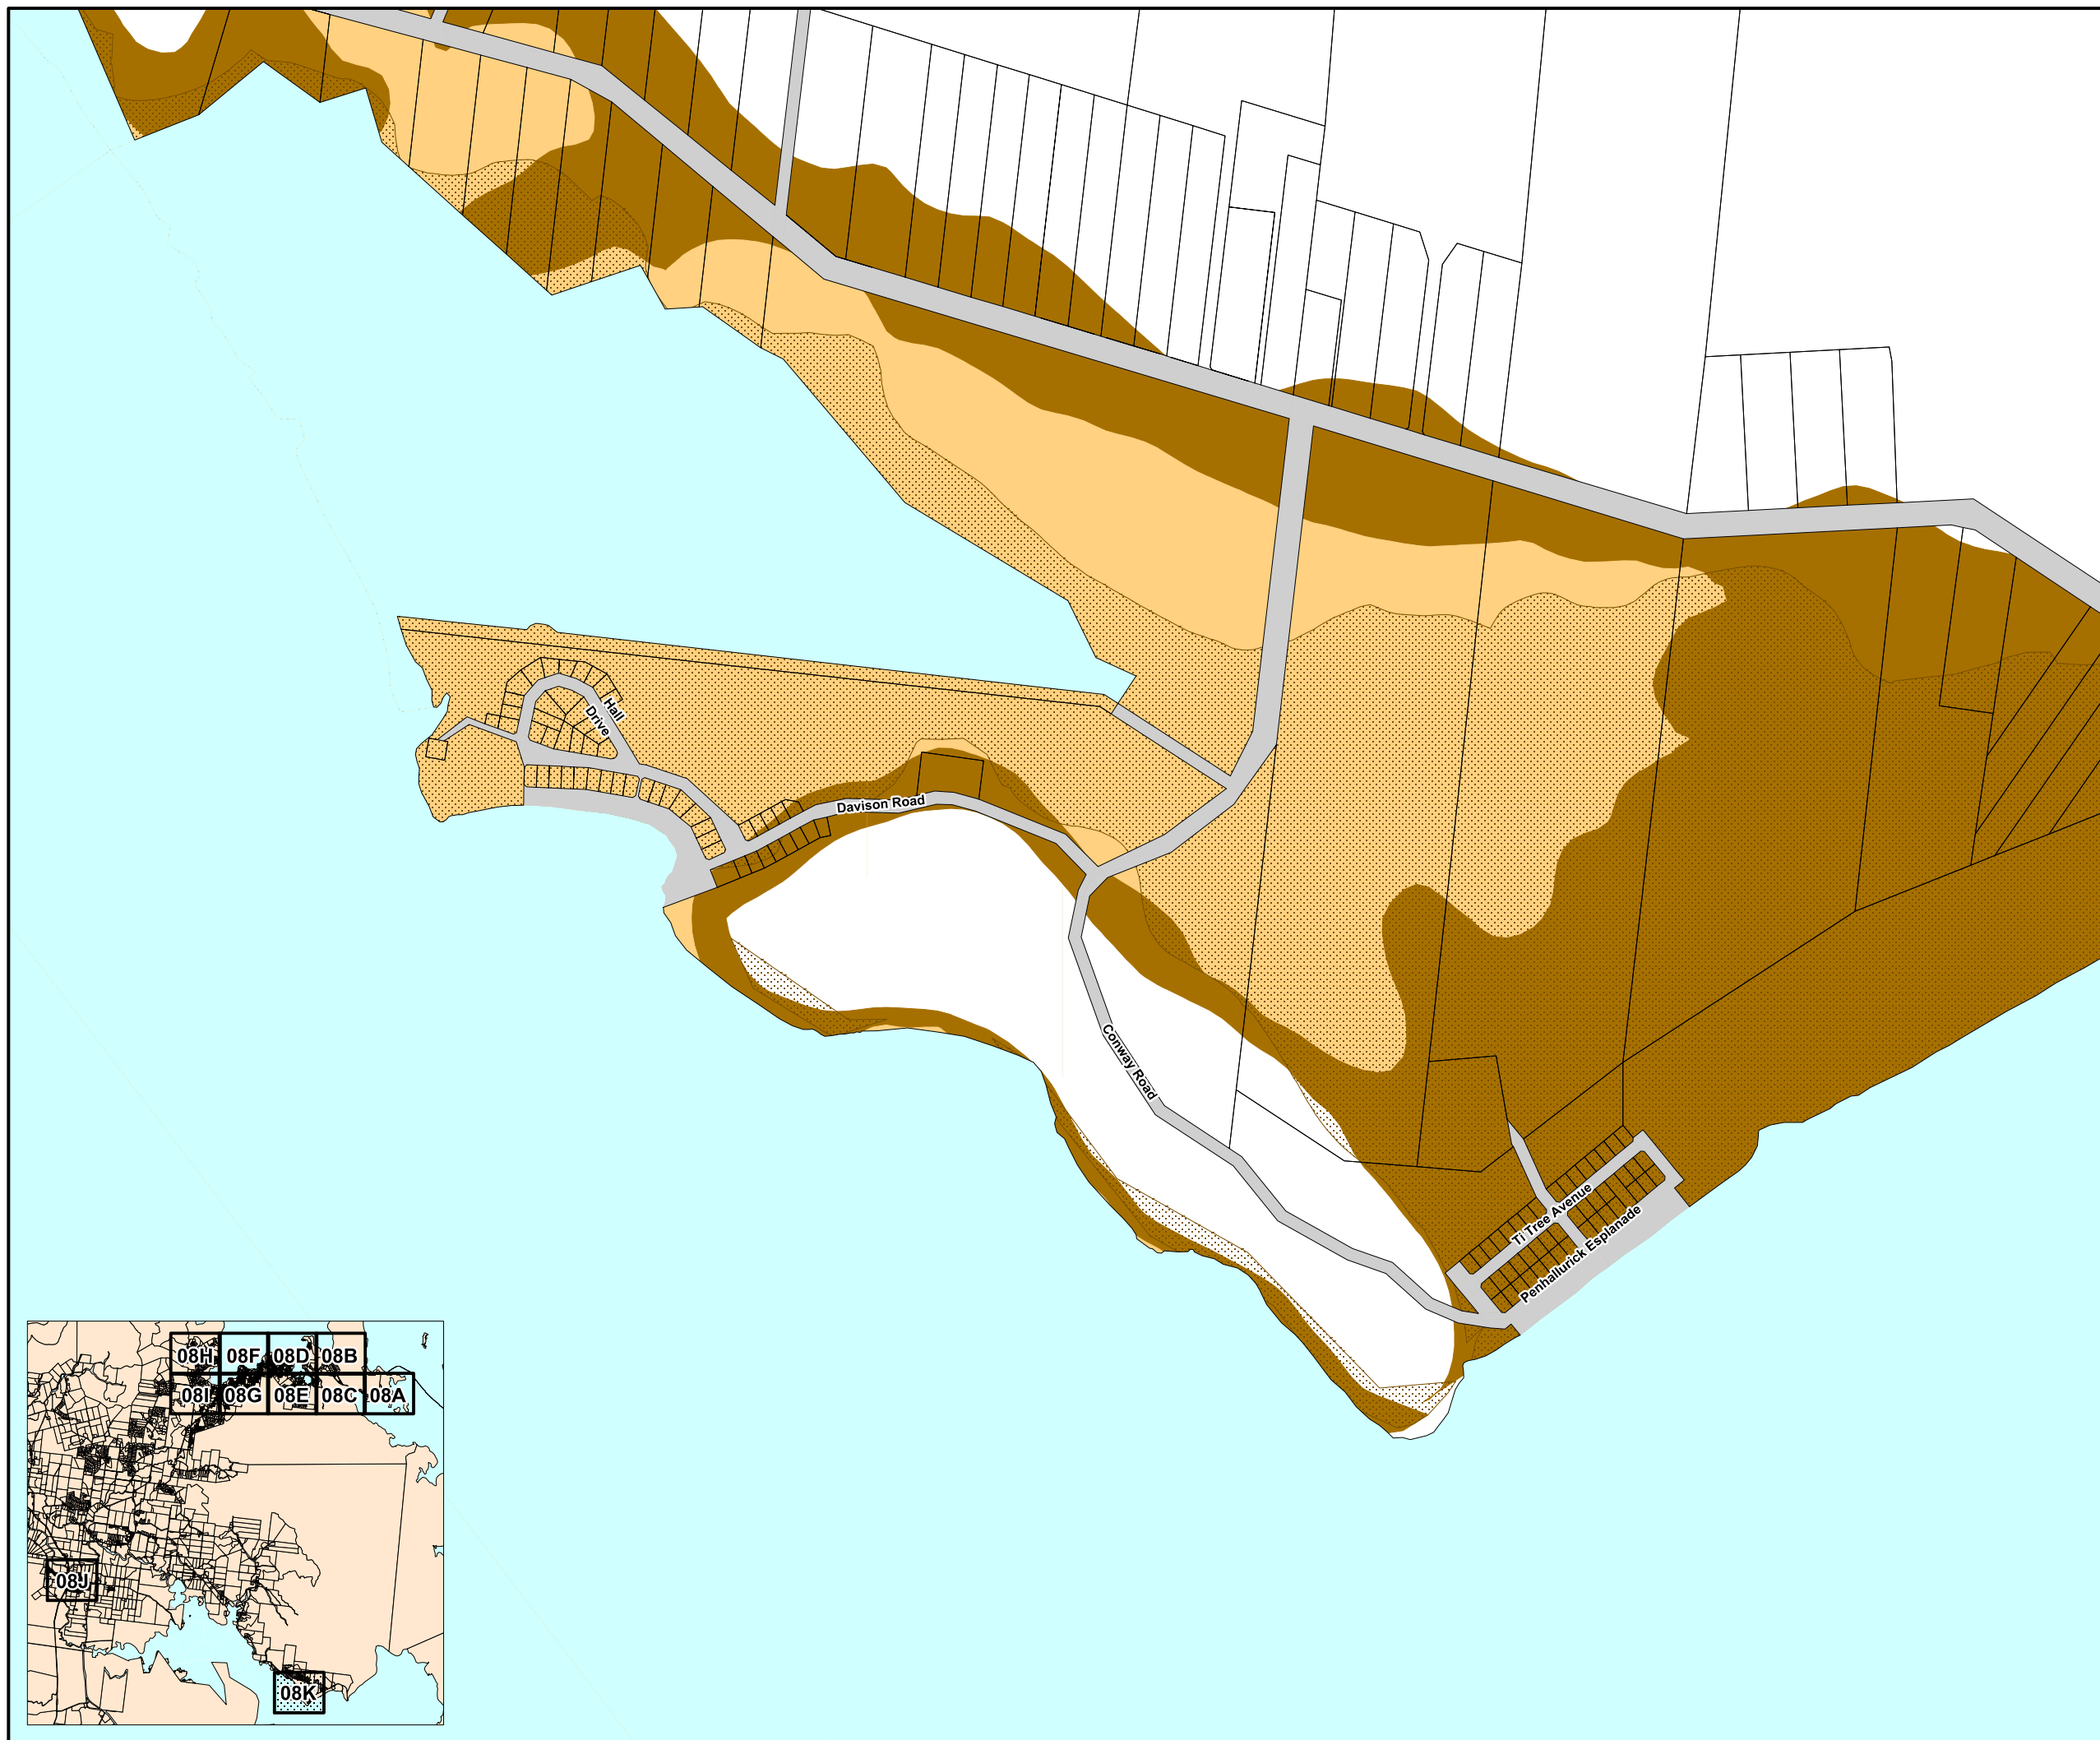 Hall
Drive
Davison Road
Conway Road
Ti Tree Avenue
Penhallurick Esplanade
08H
08F
08D
08B
08I
08G
08E
08C
08A
08J
08K